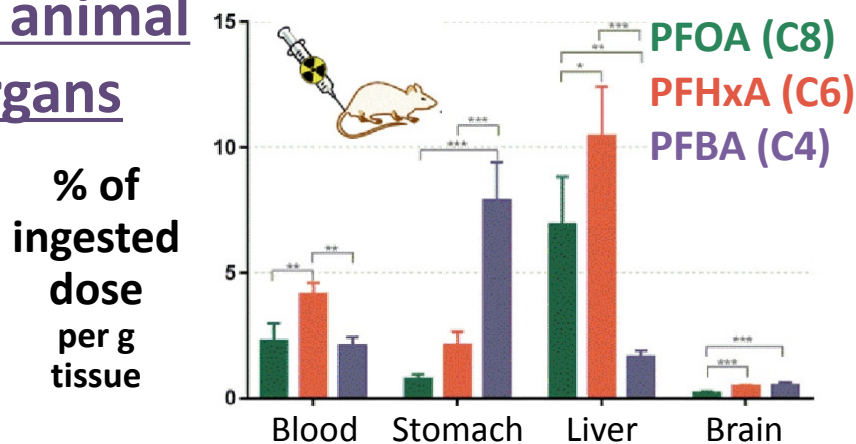 animal
rgans
% of
ingested
dose
per g
tissue
15
10
5
0
***
**
*
***
***
**
**
***
***
PFOA (C8)
PFHxA (C6)
PFBA (C4)
Blood Stomach Liver Brain